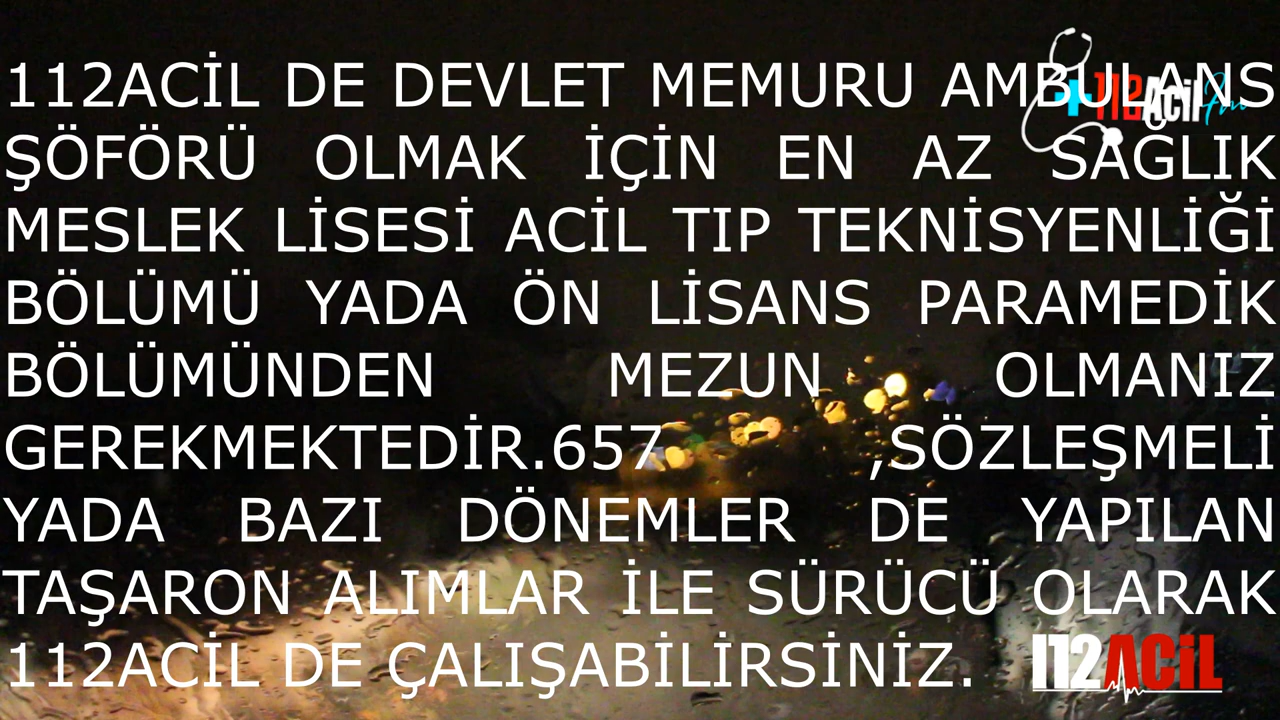 112ACİL DE DEVLET MEMURU AMBULANS
ŞÖFÖRÜ OLMAK İÇİN EN AZ SAĞLIK
MESLEK LİSESİ ACİL TIP TEKNİSYENLİĞİ
BÖLÜMÜ YADA ÖN LİSANS PARAMEDİK
BÖLÜMÜNDEN MEZUN OLMANIZ
GEREKMEKTEDİR.657 ,SÖZLEŞMELİ
YADA BAZI DÖNEMLER DE YAPILAN
TAŞARON ALIMLAR İLE SÜRÜCÜ OLARAK
112ACİL DE ÇALIŞABİLİRSİNİZ.
112Acil
112ACİL